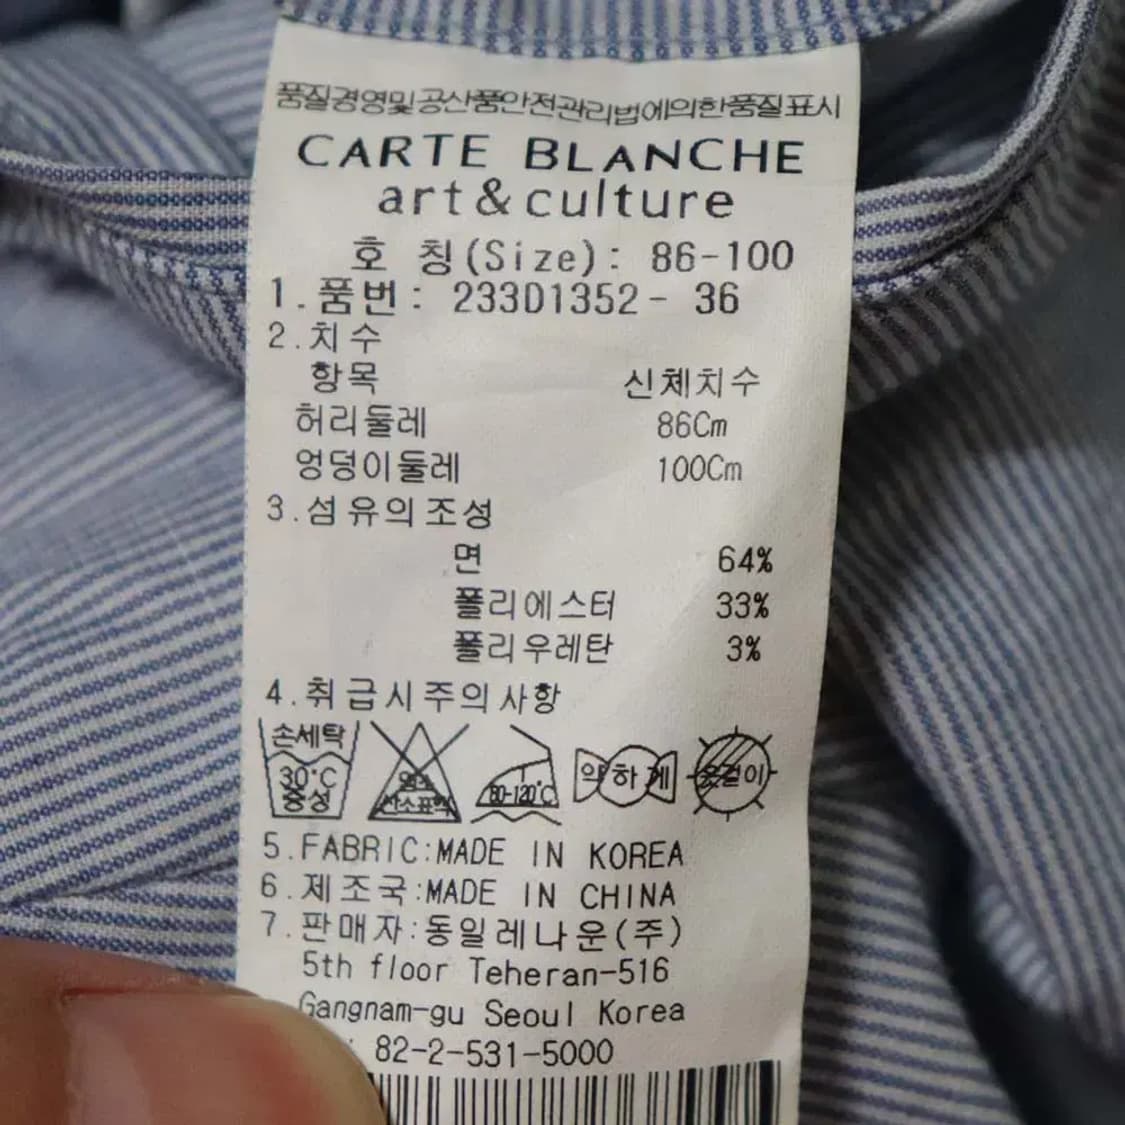 품질경영및공산품안전관리법에의한품질표시
CARTE BLANCHE
art&culture
호 칭(Size): 86-100
1.품번: 233D1352- 36
2.치수
항목 신체치수
허리둘레 86Cm
엉덩이둘레 100Cm
3.섬유의조성
면 64%
폴리에스터 33%
폴리우레탄 3%
4.취급시주의사항
손세탁
30°C
중성
염소
산소표백
80-120°C
약하게
옷걸이
5.FABRIC:MADE IN KOREA
6.제조국:MADE IN CHINA
7.판매자:동일레나운(주)
5th floor Teheran-516
Gangnam-gu Seoul Korea
: 82-2-531-5000